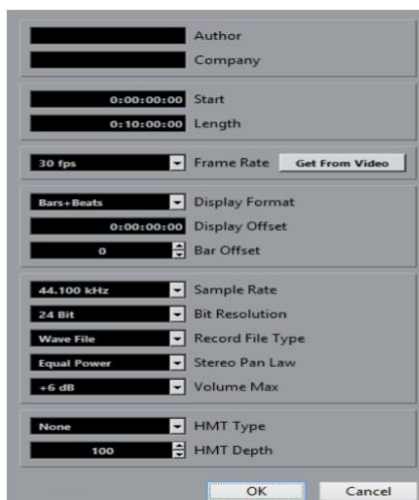 Author
Company
0:00:00:00 Start
0:10:00:00 Length
30 fps Frame Rate Get From Video
Bars+Beats Display Format
0:00:00:00 Display Offset
0 Bar Offset
44.100 kHz Sample Rate
24 Bit Bit Resolution
Wave File Record File Type
Equal Power Stereo Pan Law
+6 dB Volume Max
None HMT Type
100 HMT Depth
OK Cancel